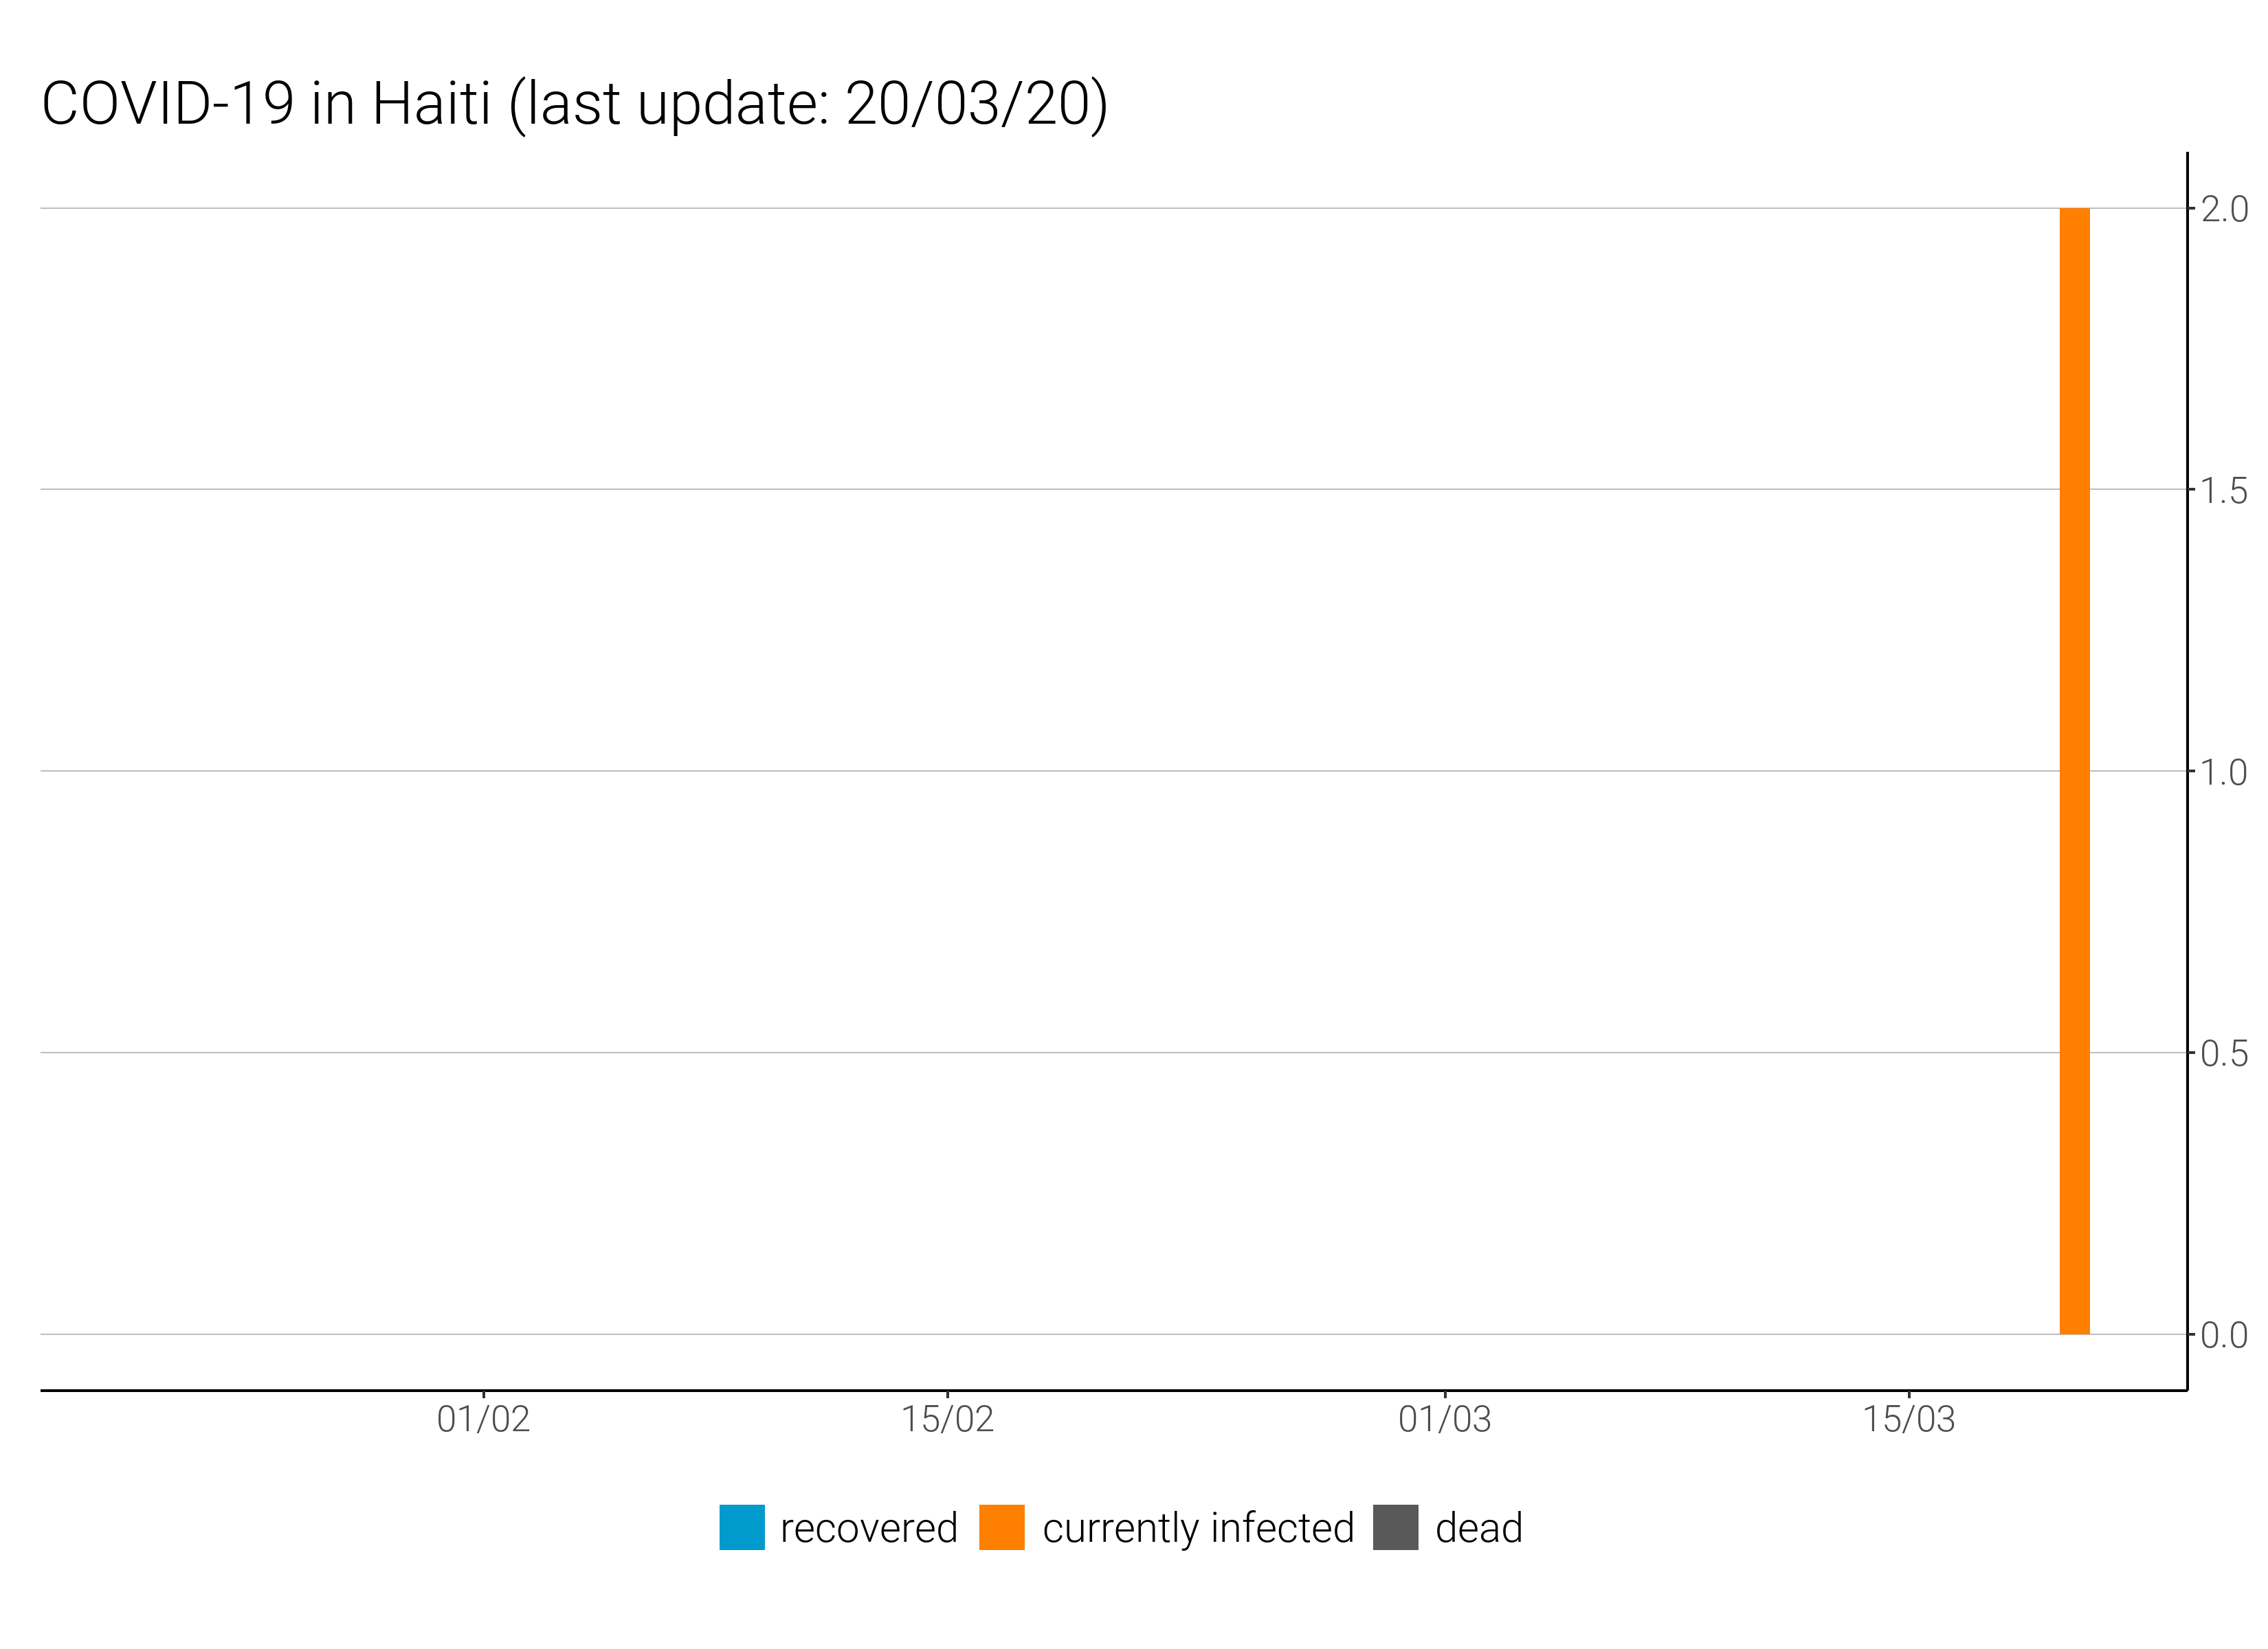 COVID-19 in Haiti (last update: 20/03/20)
2.0
1.5
1.0
0.5
0.0
01/02 15/02 01/03 15/03
recovered currently infected dead